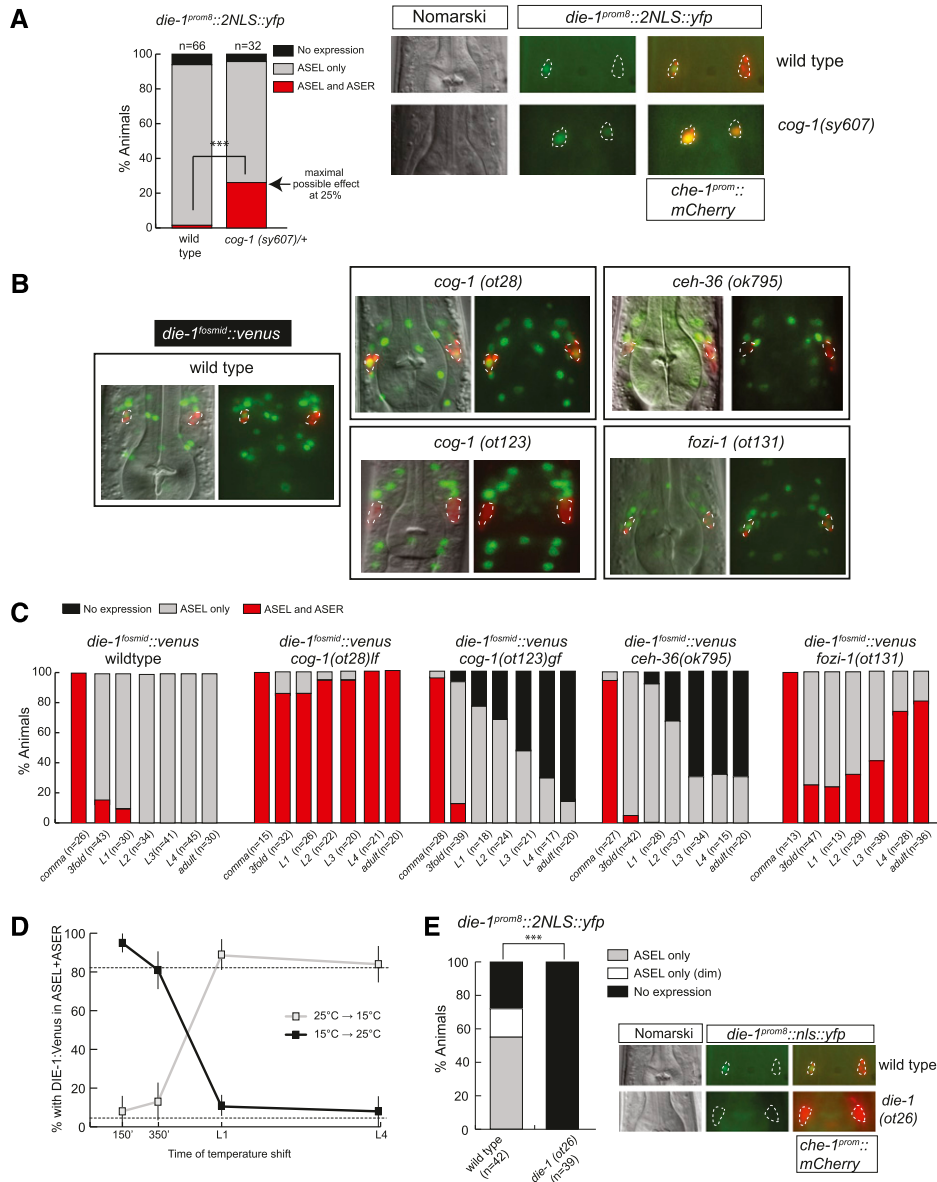 A
die-1prom8::2NLS::yfp
n=66 n=32
No expression
ASEL only
ASEL and ASER
% Animals
100
80
60
40
20
0
***
maximal
possible effect
at 25%
wild
type
cog-1 (sy607)/+
Nomarski
die-1prom8::2NLS::yfp
wild type
cog-1(sy607)
che-1prom::
mCherry
B
die-1fosmid::venus
wild type
cog-1 (ot28)
ceh-36 (ok795)
cog-1 (ot123)
fozi-1 (ot131)
C
No expression
ASEL only
ASEL and ASER
die-1fosmid::venus
wildtype
die-1fosmid::venus
cog-1(ot28)lf
die-1fosmid::venus
cog-1(ot123)gf
die-1fosmid::venus
ceh-36(ok795)
die-1fosmid::venus
fozi-1(ot131)
% Animals
100
80
60
40
20
0
comma (n=26)
3fold (n=43)
L1 (n=30)
L2 (n=34)
L3(n=41)
L4 (n=45)
adult (n=30)
comma (n=15)
3fold (n=32)
L1 (n=26)
L2 (n=22)
L3 (n=20)
L4 (n=21)
adult (n=20)
comma (n=28)
3fold (n=39)
L1 (n=18)
L2 (n=24)
L3 (n=21)
L4 (n=17)
adult (n=20)
comma (n=27)
3fold (n=42)
L1 (n=28)
L2 (n=37)
L3 (n=34)
L4 (n=15)
adult (n=20)
comma (n=13)
3fold (n=47)
L1 (n=13)
L2 (n=29)
L3 (n=38)
L4 (n=28)
adult (n=36)
D
% with DIE-1:Venus in ASEL+ASER
100
80
60
40
20
0
25°C → 15°C
15°C → 25°C
150' 350' L1 L4
Time of temperature shift
E
die-1prom8::2NLS::yfp
***
ASEL only
ASEL only (dim)
No expression
% Animals
100
80
60
40
20
0
wild type
(n=42)
die-1 (ot26)
(n=39)
Nomarski
die-1prom8::nls::yfp
wild type
die-1
(ot26)
che-1prom::
mCherry